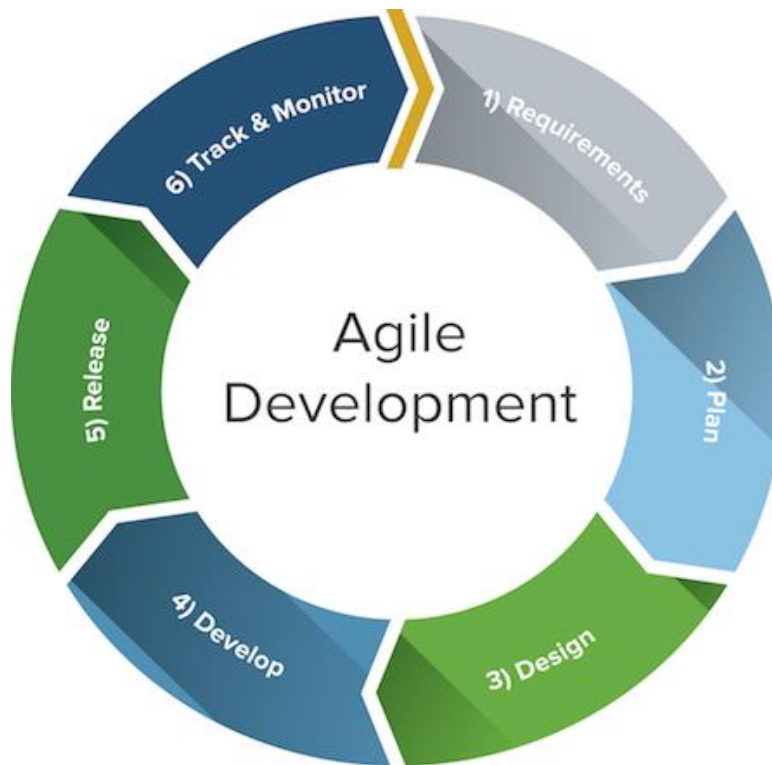 Agile
Development
1) Requirements
2) Plan
3) Design
4) Develop
5) Release
6) Track & Monitor